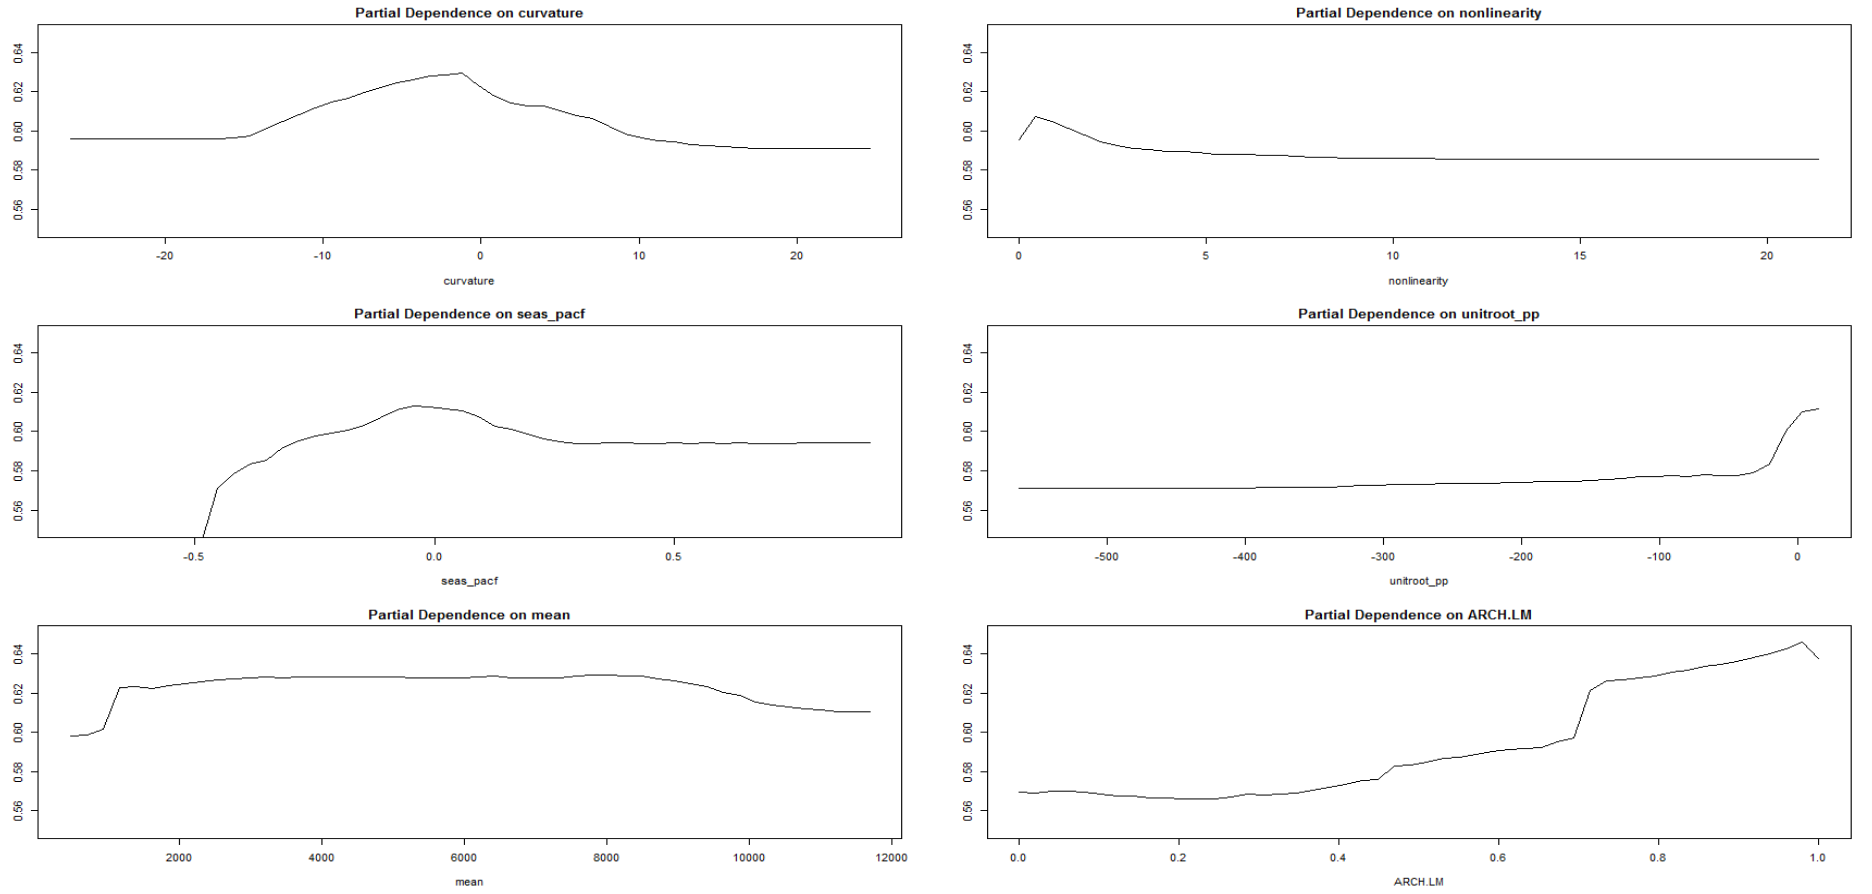 Partial Dependence on curvature
0.64
0.62
0.60
0.58
0.56
-20 -10 0 10 20
curvature
Partial Dependence on nonlinearity
0.64
0.62
0.60
0.58
0.56
0 5 10 15 20
nonlinearity
Partial Dependence on seas_pacf
0.64
0.62
0.60
0.58
0.56
-0.5 0.0 0.5
seas_pacf
Partial Dependence on unitroot_pp
0.64
0.62
0.60
0.58
0.56
-500 -400 -300 -200 -100 0
unitroot_pp
Partial Dependence on mean
0.64
0.62
0.60
0.58
0.56
2000 4000 6000 8000 10000 12000
mean
Partial Dependence on ARCH.LM
0.64
0.62
0.60
0.58
0.56
0.0 0.2 0.4 0.6 0.8 1.0
ARCH.LM